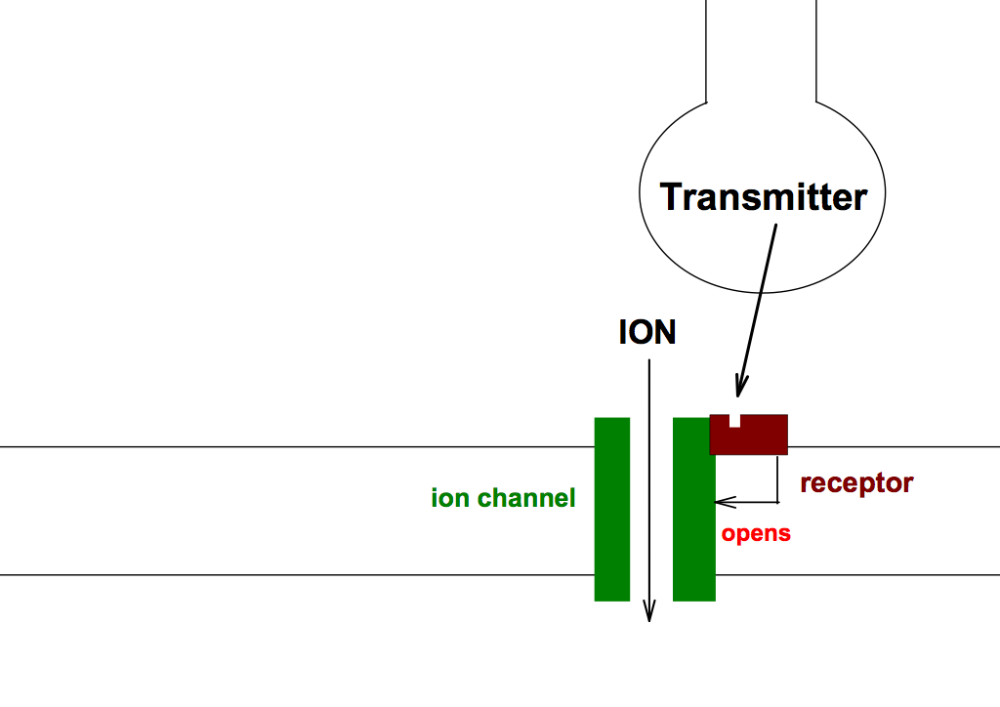 Transmitter
ION
receptor
ion channel
opens